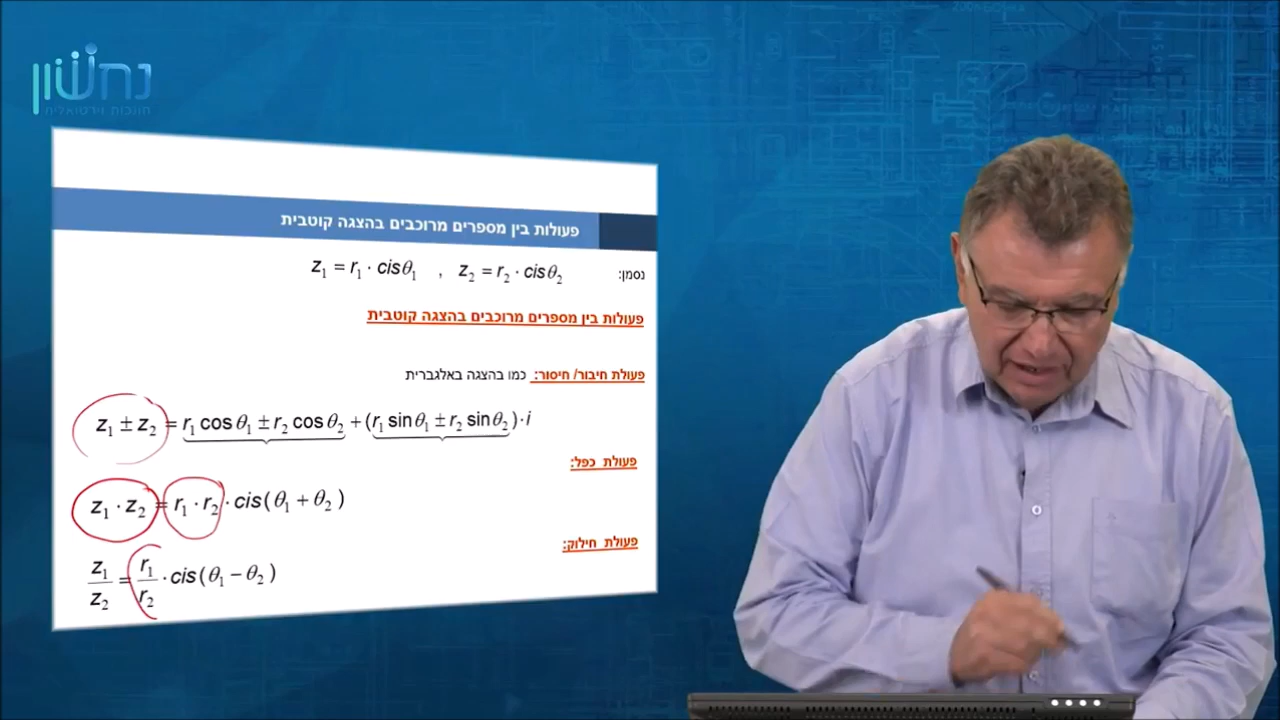 נחשון
חונכות וירטואלית
פעולות בין מספרים מרוכבים בהצגה קוטבית
נסמן: z₁ = r₁ · cisθ₁ , z₂ = r₂ · cisθ₂
פעולות בין מספרים מרוכבים בהצגה קוטבית
פעולת חיבור/ חיסור: כמו בהצגה באלגברית
z₁ ± z₂ = r₁ cos θ₁ ± r₂ cos θ₂ + (r₁ sin θ₁ ± r₂ sin θ₂) · i
פעולת כפל:
z₁ · z₂ = r₁ · r₂ · cis( θ₁ + θ₂ )
פעולת חילוק:
z₁/z₂ = r₁/r₂ · cis( θ₁ − θ₂ )